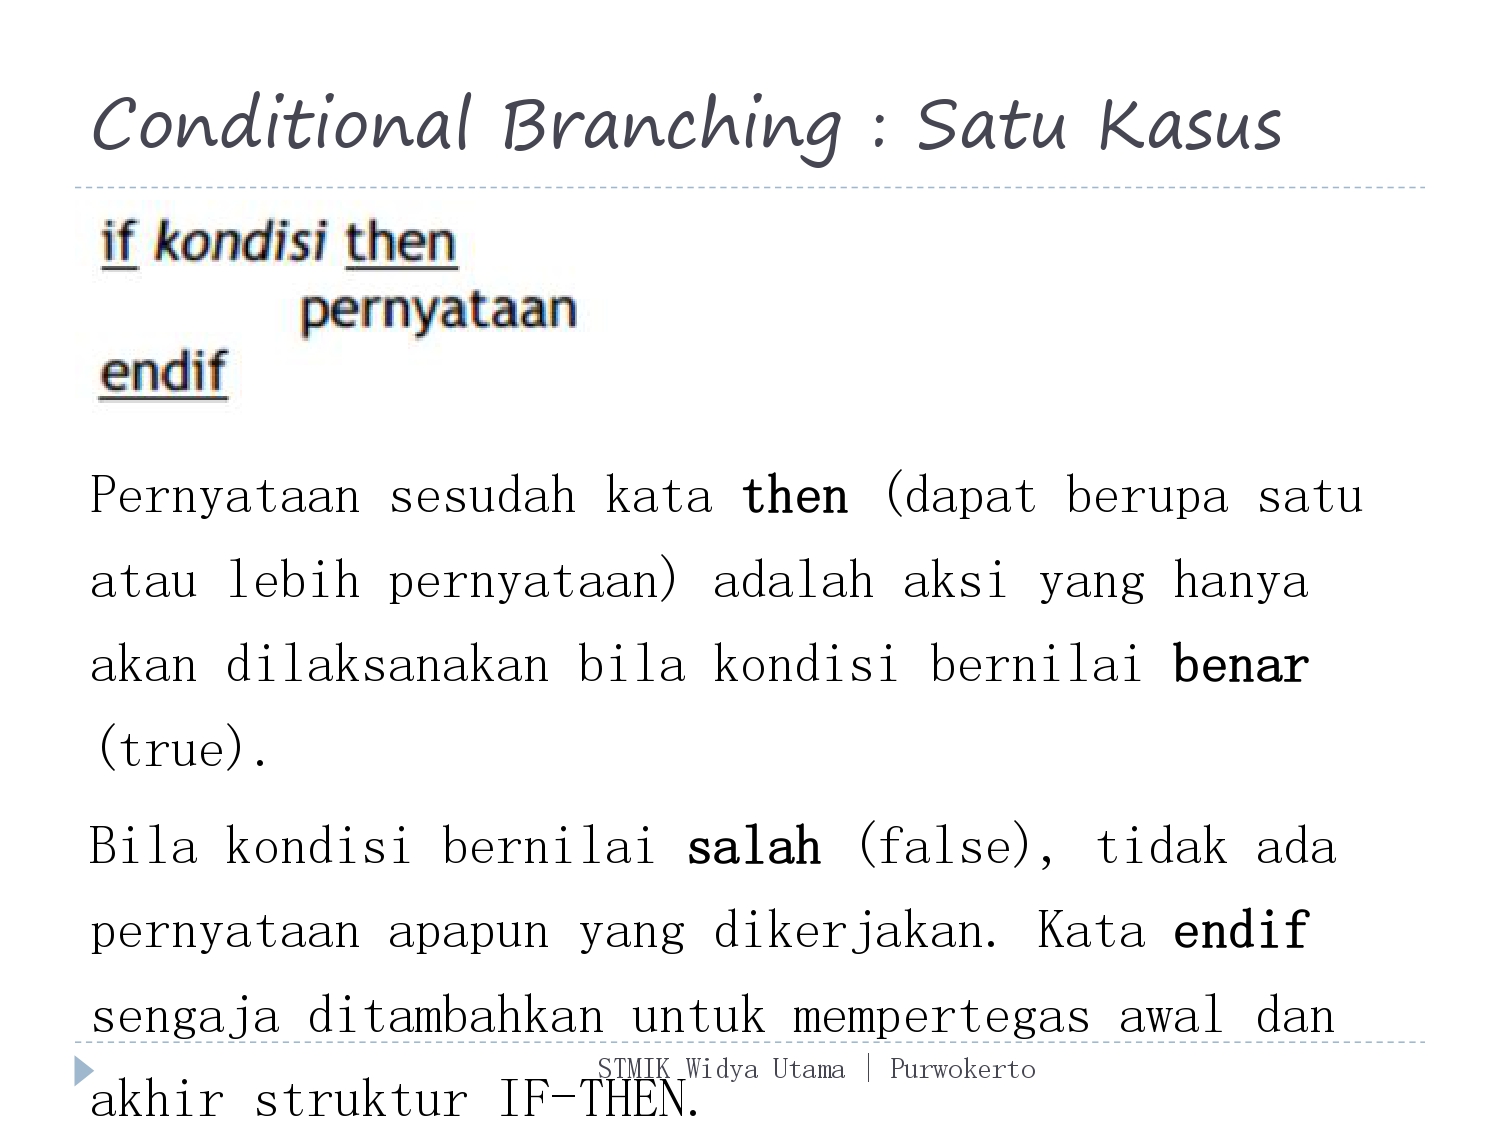 Conditional Branching : Satu Kasus
if kondisi then
pernyataan
endif
Pernyataan sesudah kata then (dapat berupa satu
atau lebih pernyataan) adalah aksi yang hanya
akan dilaksanakan bila kondisi bernilai benar
(true).
Bila kondisi bernilai salah (false), tidak ada
pernyataan apapun yang dikerjakan. Kata endif
sengaja ditambahkan untuk mempertegas awal dan
akhir struktur IF-THEN.
STMIK Widya Utama | Purwokerto